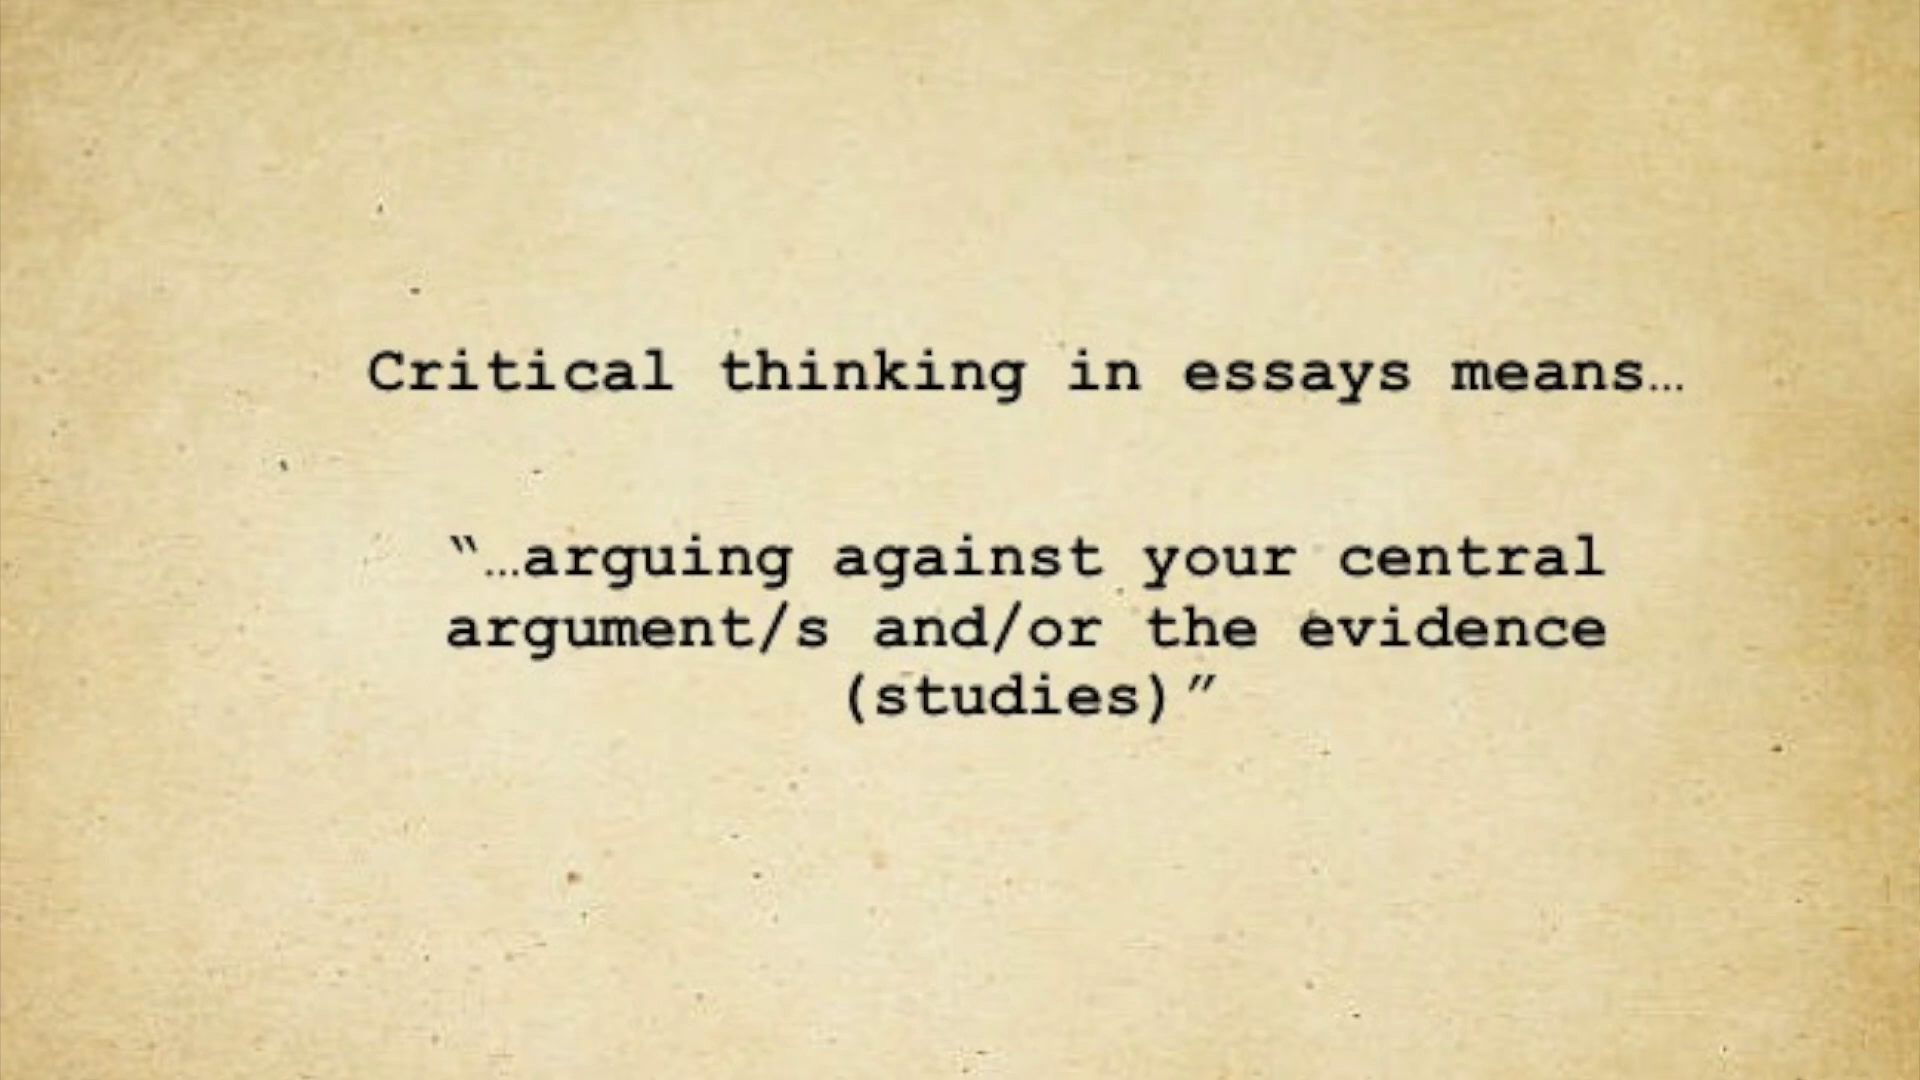 Critical thinking in essays means…
“…arguing against your central
argument/s and/or the evidence
(studies)”